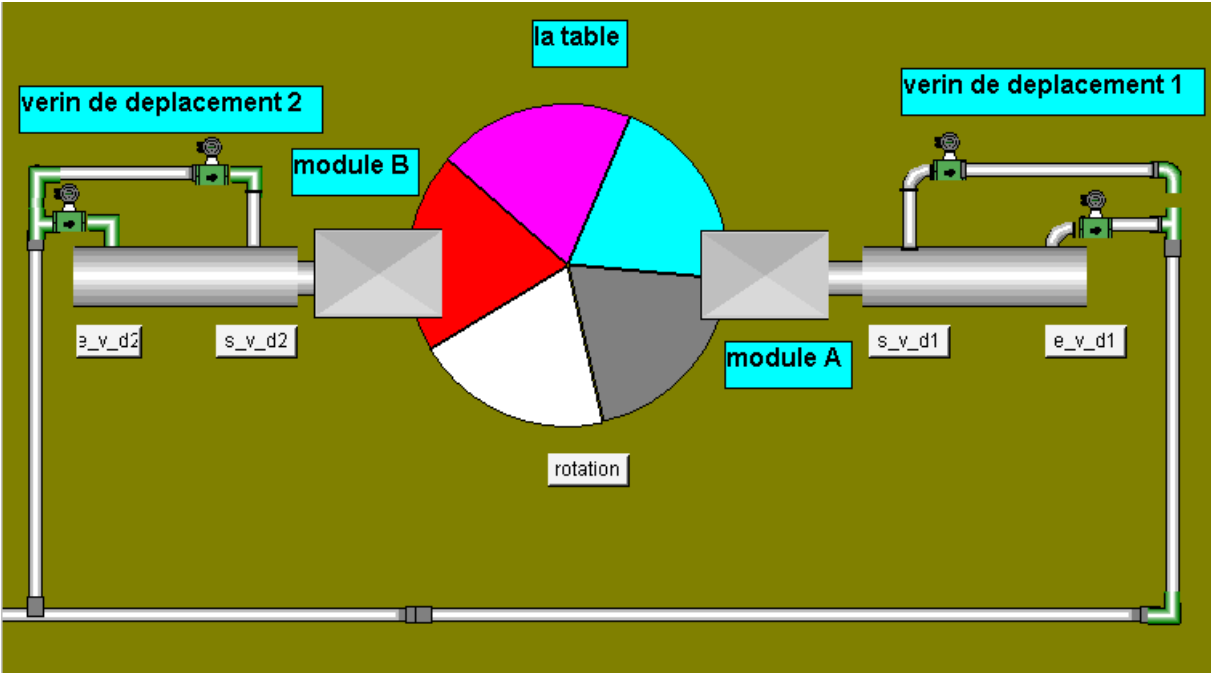 la table
verin de deplacement 2
verin de deplacement 1
module B
e_v_d2
s_v_d2
s_v_d1
e_v_d1
module A
rotation